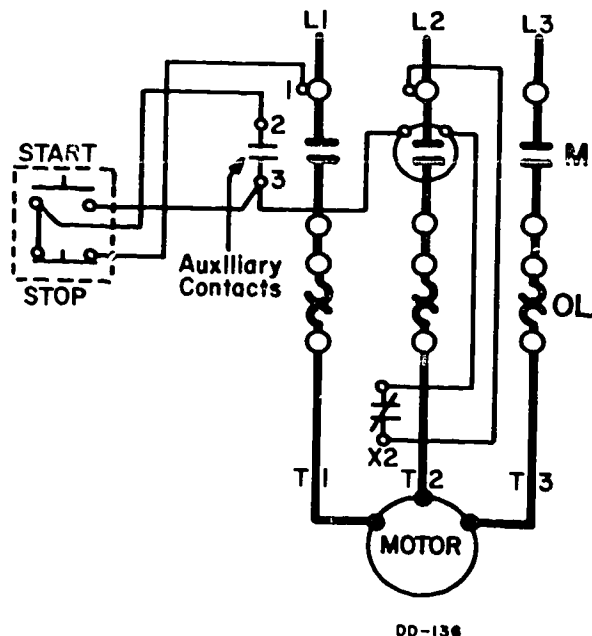 L1 L2 L3
1
2
START
M
3
Auxiliary
Contacts
STOP
OL
X2
T1 T2 T3
MOTOR
DD-136